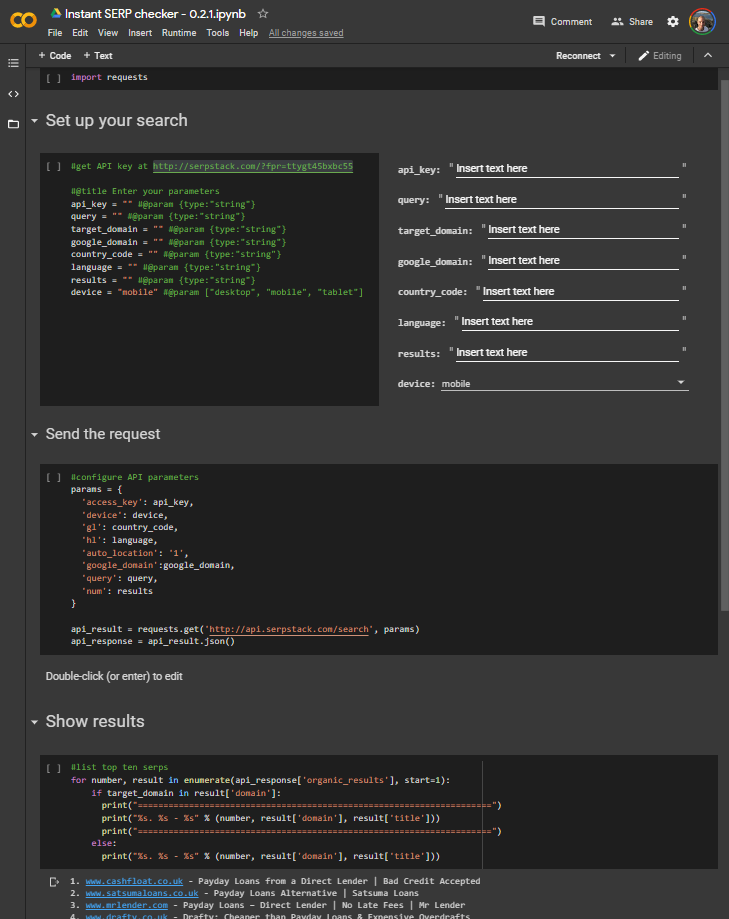 Instant SERP checker - 0.2.1.ipynb
File Edit View Insert Runtime Tools Help All changes saved
Comment
Share
+ Code + Text
Reconnect
Editing
[ ] import requests
Set up your search
[ ] #get API key at http://serpstack.com/?fpr=ttygt45bxbc55
#@title Enter your parameters
api_key = "" #@param {type:"string"}
query = "" #@param {type:"string"}
target_domain = "" #@param {type:"string"}
google_domain = "" #@param {type:"string"}
country_code = "" #@param {type:"string"}
language = "" #@param {type:"string"}
results = "" #@param {type:"string"}
device = "mobile" #@param ["desktop", "mobile", "tablet"]
api_key: " Insert text here "
query: " Insert text here "
target_domain: " Insert text here "
google_domain: " Insert text here "
country_code: " Insert text here "
language: " Insert text here "
results: " Insert text here "
device: mobile
Send the request
[ ] #configure API parameters
params = {
'access_key': api_key,
'device': device,
'gl': country_code,
'hl': language,
'auto_location': '1',
'google_domain':google_domain,
'query': query,
'num': results
}
api_result = requests.get('http://api.serpstack.com/search', params)
api_response = api_result.json()
Double-click (or enter) to edit
Show results
[ ] #list top ten serps
for number, result in enumerate(api_response['organic_results'], start=1):
if target_domain in result['domain']:
print("=====================================================================")
print("%s. %s - %s" % (number, result['domain'], result['title']))
print("=====================================================================")
else:
print("%s. %s - %s" % (number, result['domain'], result['title']))
1. www.cashfloat.co.uk - Payday Loans from a Direct Lender | Bad Credit Accepted
2. www.satsumaloans.co.uk - Payday Loans Alternative | Satsuma Loans
3. www.mrlender.com - Payday Loans – Direct Lender | No Late Fees | Mr Lender
4. www.drafty.co.uk - Drafty: Cheaper than Payday Loans & Expensive Overdrafts